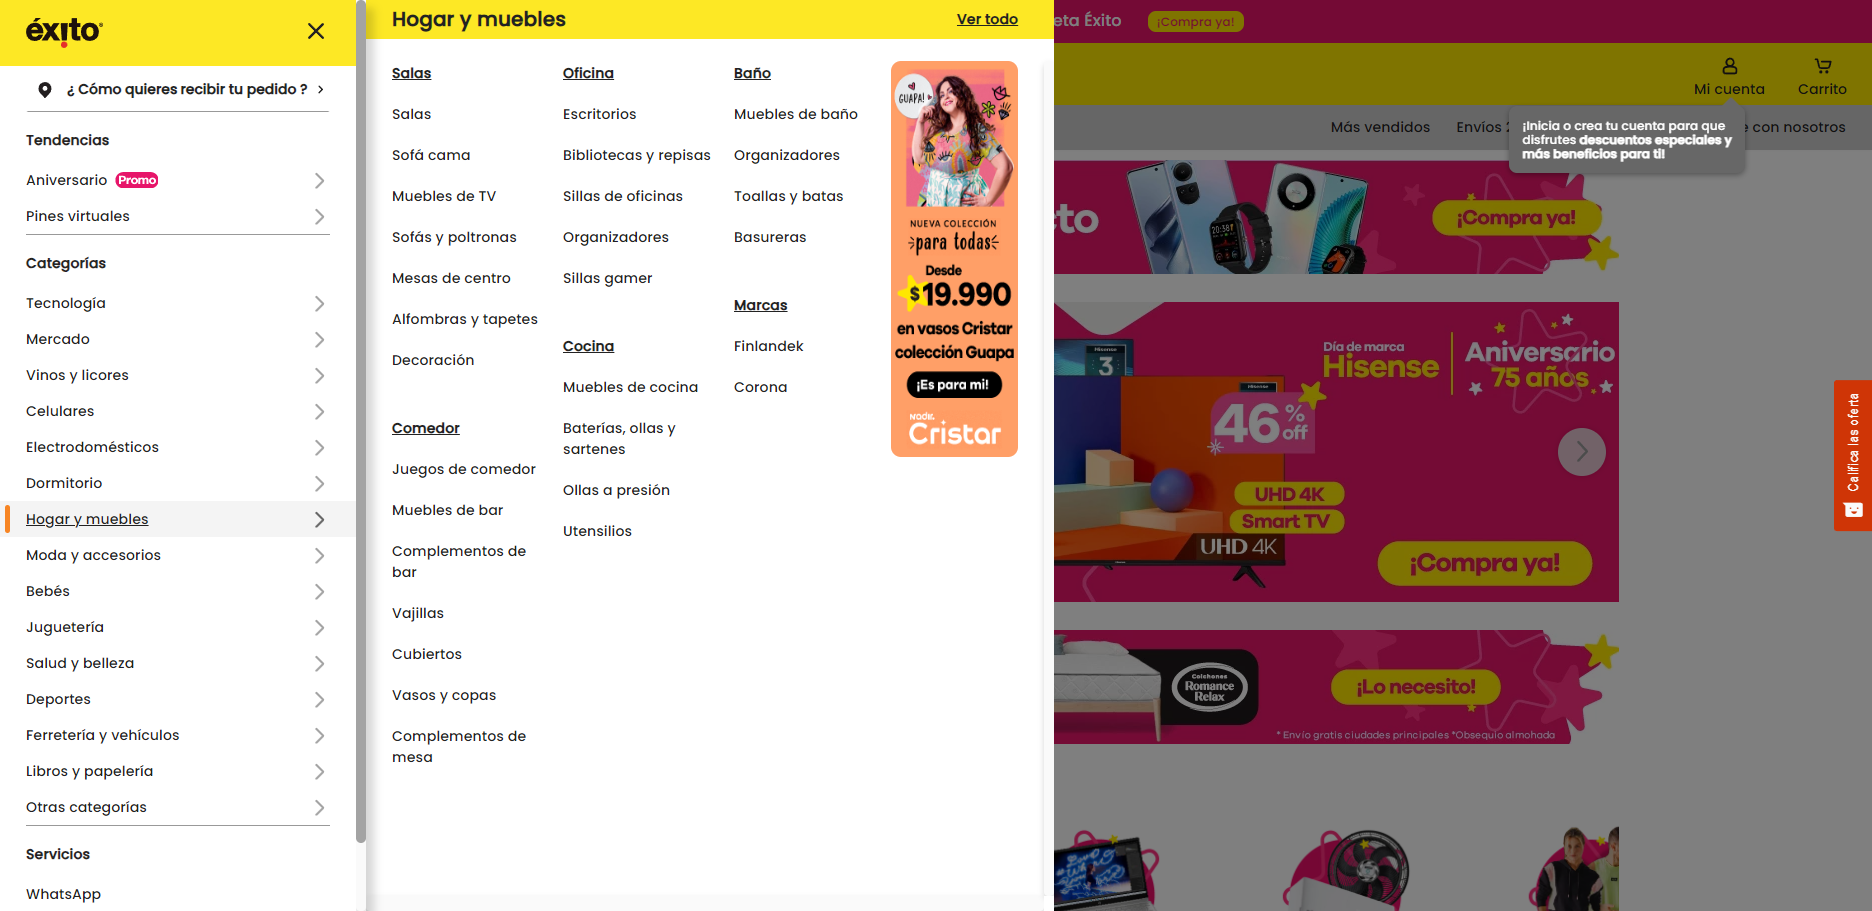 éxito
¿ Cómo quieres recibir tu pedido ?
Tendencias
Aniversario Promo
Pines virtuales
Categorías
Tecnología
Mercado
Vinos y licores
Celulares
Electrodomésticos
Dormitorio
Hogar y muebles
Moda y accesorios
Bebés
Juguetería
Salud y belleza
Deportes
Ferretería y vehículos
Libros y papelería
Otras categorías
Servicios
WhatsApp
Hogar y muebles
Ver todo
Salas
Salas
Sofá cama
Muebles de TV
Sofás y poltronas
Mesas de centro
Alfombras y tapetes
Decoración
Comedor
Juegos de comedor
Muebles de bar
Complementos de
bar
Vajillas
Cubiertos
Vasos y copas
Complementos de
mesa
Oficina
Escritorios
Bibliotecas y repisas
Sillas de oficinas
Organizadores
Sillas gamer
Cocina
Muebles de cocina
Baterías, ollas y
sartenes
Ollas a presión
Utensilios
Baño
Muebles de baño
Organizadores
Toallas y batas
Basureras
Marcas
Finlandek
Corona
GUAPA!
NUEVA COLECCIÓN
para todas
Desde
$19.990
en vasos Cristar
colección Guapa
¡Es para mi!
Nadir.
Cristar
eta Éxito
¡Compra ya!
Mi cuenta
Carrito
Más vendidos
Envíos
e con nosotros
¡Inicia o crea tu cuenta para que
disfrutes descuentos especiales y
más beneficios para ti!
to
20:38
¡Compra ya!
Hisense
3
Hisense
Día de marca
Hisense
Aniversario
75 años
46%
off
UHD 4K
Smart TV
UHD 4K
¡Compra ya!
Colchones
Romance
Relax
¡Lo necesito!
* Envío gratis ciudades principales *Obsequio almohada
Califica las oferta